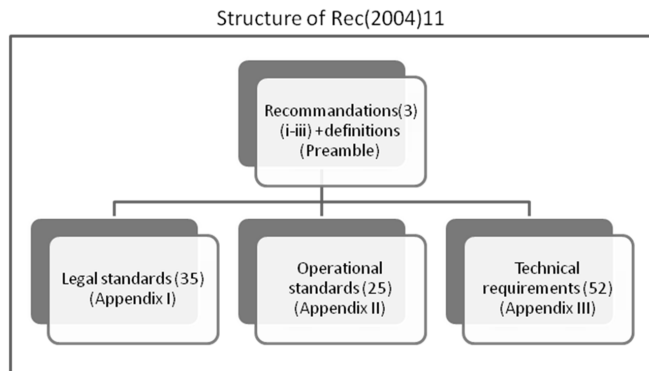 Structure of Rec(2004)11
Recommandations(3)
(i-iii) +definitions
(Preamble)
Legal standards (35)
(Appendix I)
Operational
standards (25)
(Appendix II)
Technical
requirements (52)
(Appendix III)